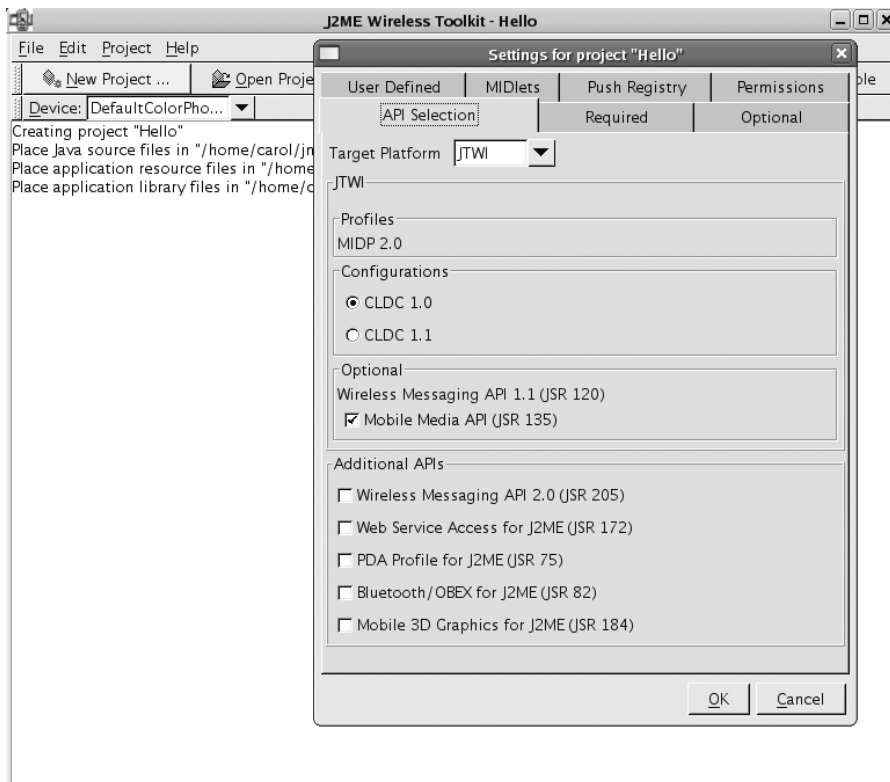 J2ME Wireless Toolkit - Hello
File Edit Project Help
New Project ... Open Proje
Device: DefaultColorPho...
Creating project "Hello"
Place Java source files in "/home/carol/jn
Place application resource files in "/home
Place application library files in "/home/c
Settings for project "Hello"
User Defined MIDlets Push Registry Permissions
API Selection Required Optional
Target Platform JTWI
JTWI
Profiles
MIDP 2.0
Configurations
CLDC 1.0
CLDC 1.1
Optional
Wireless Messaging API 1.1 (JSR 120)
Mobile Media API (JSR 135)
Additional APIs
Wireless Messaging API 2.0 (JSR 205)
Web Service Access for J2ME (JSR 172)
PDA Profile for J2ME (JSR 75)
Bluetooth/OBEX for J2ME (JSR 82)
Mobile 3D Graphics for J2ME (JSR 184)
OK Cancel